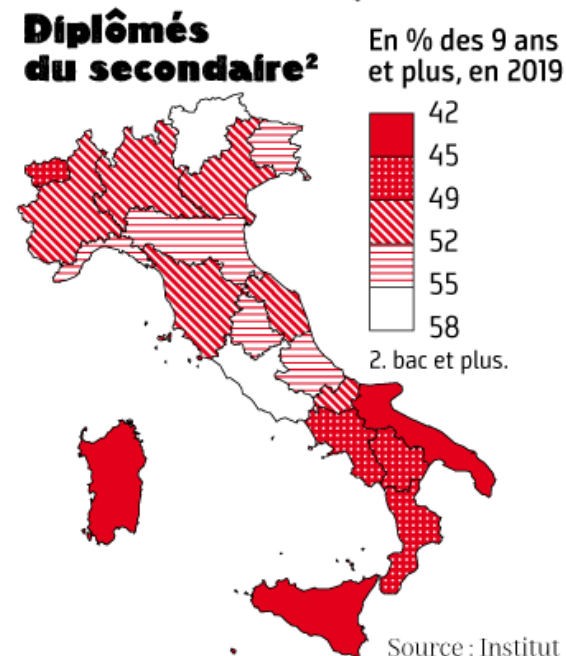 Diplômés
du secondaire²
En % des 9 ans
et plus, en 2019
42
45
49
52
55
58
2. bac et plus.
Source : Institut